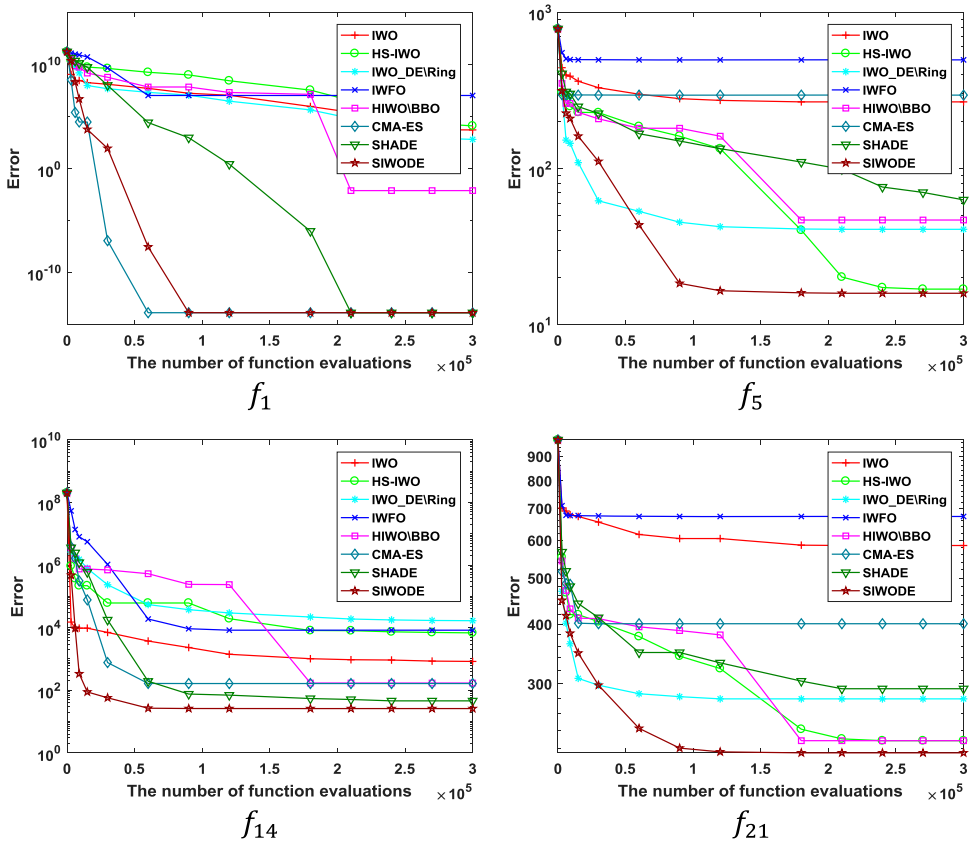 10^10
10^0
10^-10
Error
0 0.5 1 1.5 2 2.5 3
The number of function evaluations
×10^5
IWO
HS-IWO
IWO_DE\Ring
IWFO
HIWO\BBO
CMA-ES
SHADE
SIWODE
f_1
10^3
10^2
10^1
Error
0 0.5 1 1.5 2 2.5 3
The number of function evaluations
×10^5
IWO
HS-IWO
IWO_DE\Ring
IWFO
HIWO\BBO
CMA-ES
SHADE
SIWODE
f_5
10^10
10^8
10^6
10^4
10^2
10^0
Error
0 0.5 1 1.5 2 2.5 3
The number of function evaluations
×10^5
IWO
HS-IWO
IWO_DE\Ring
IWFO
HIWO\BBO
CMA-ES
SHADE
SIWODE
f_14
900
800
700
600
500
400
300
Error
0 0.5 1 1.5 2 2.5 3
The number of function evaluations
×10^5
IWO
HS-IWO
IWO_DE\Ring
IWFO
HIWO\BBO
CMA-ES
SHADE
SIWODE
f_21